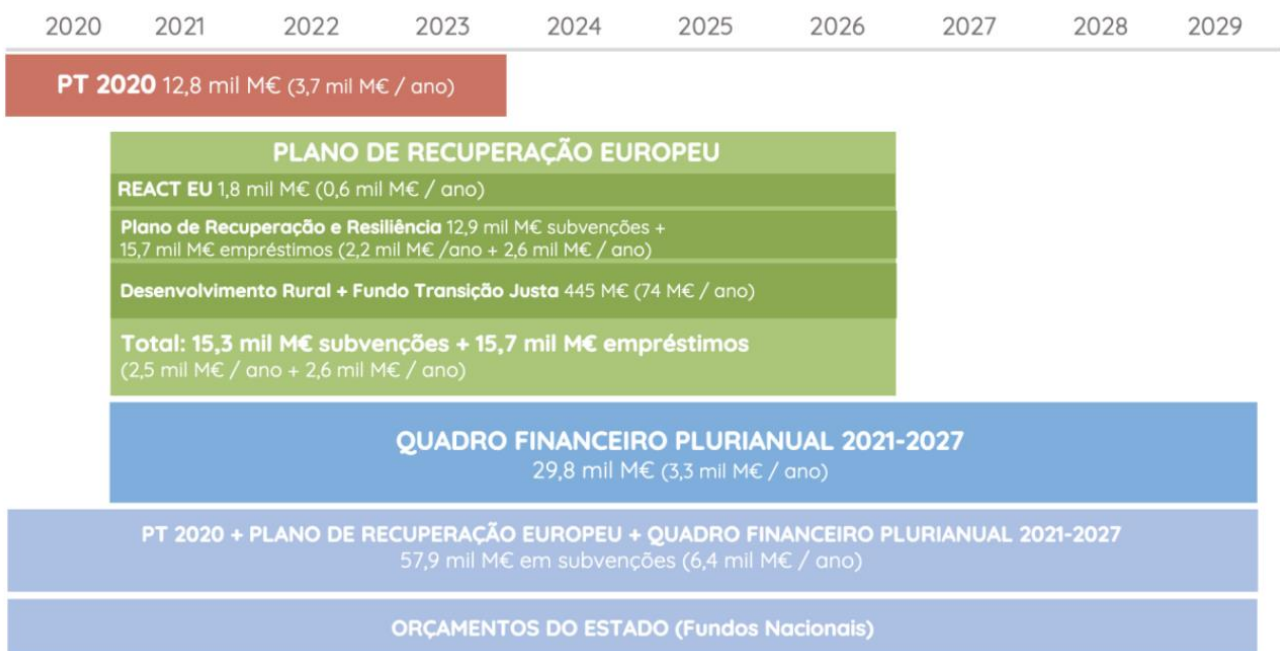 2020 2021 2022 2023 2024 2025 2026 2027 2028 2029
PT 2020 12,8 mil M€ (3,7 mil M€ / ano)
PLANO DE RECUPERAÇÃO EUROPEU
REACT EU 1,8 mil M€ (0,6 mil M€ / ano)
Plano de Recuperação e Resiliência 12,9 mil M€ subvenções +
15,7 mil M€ empréstimos (2,2 mil M€ /ano + 2,6 mil M€ / ano)
Desenvolvimento Rural + Fundo Transição Justa 445 M€ (74 M€ / ano)
Total: 15,3 mil M€ subvenções + 15,7 mil M€ empréstimos
(2,5 mil M€ / ano + 2,6 mil M€ / ano)
QUADRO FINANCEIRO PLURIANUAL 2021-2027
29,8 mil M€ (3,3 mil M€ / ano)
PT 2020 + PLANO DE RECUPERAÇÃO EUROPEU + QUADRO FINANCEIRO PLURIANUAL 2021-2027
57,9 mil M€ em subvenções (6,4 mil M€ / ano)
ORÇAMENTOS DO ESTADO (Fundos Nacionais)